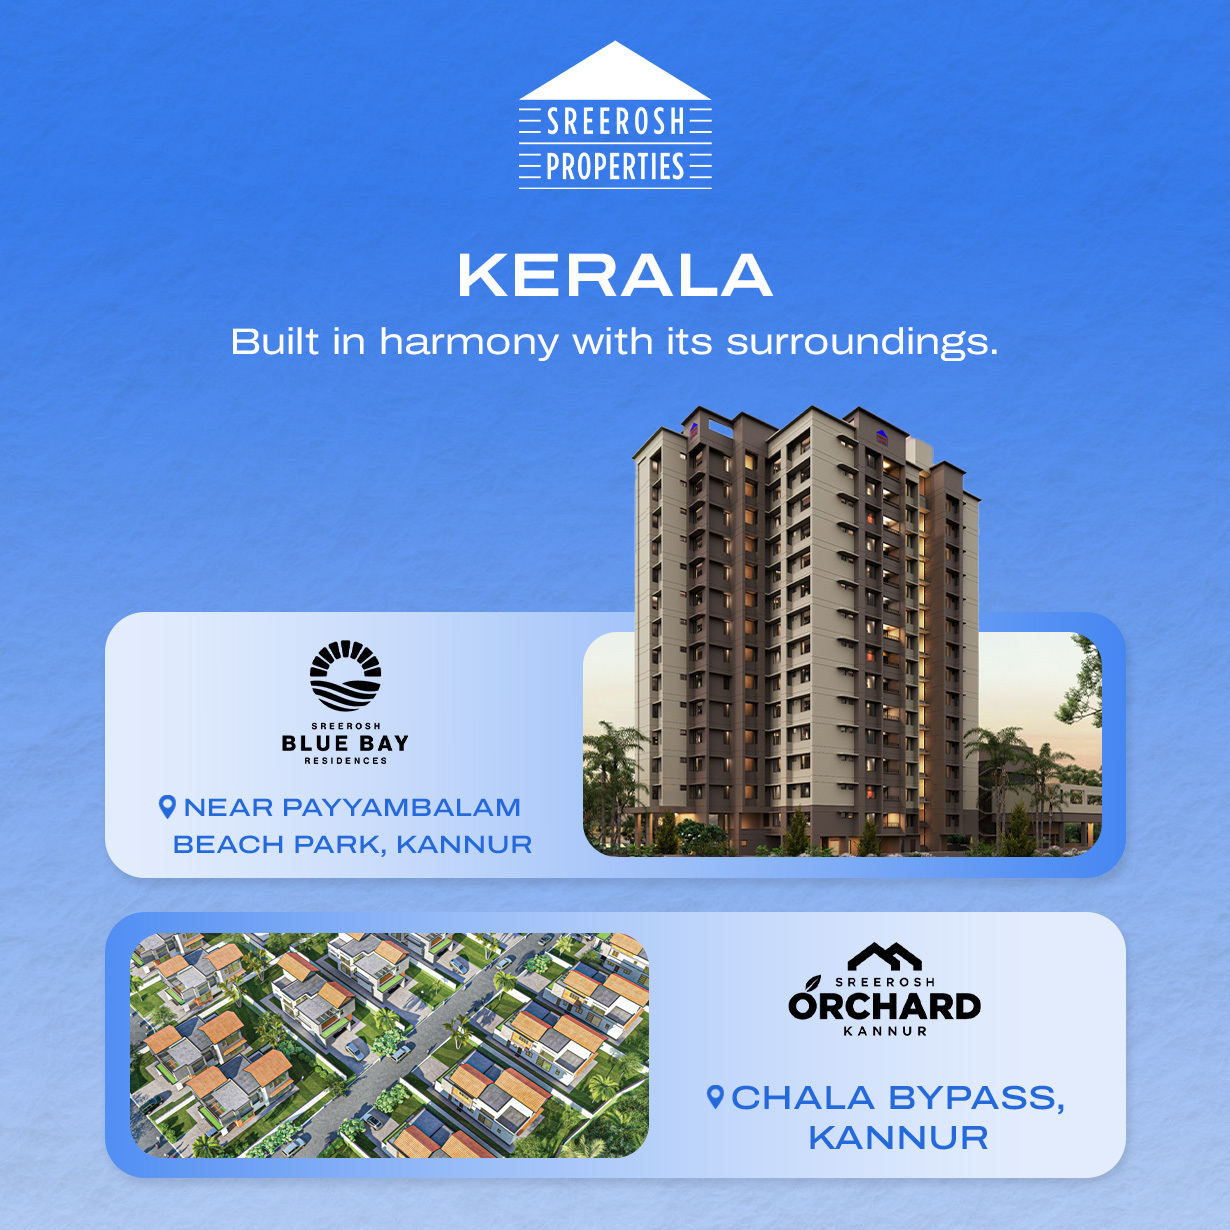 SREEROSH
PROPERTIES
KERALA
Built in harmony with its surroundings.
SREEROSH
BLUE BAY
RESIDENCES
NEAR PAYYAMBALAM
BEACH PARK, KANNUR
SREEROSH
ORCHARD
KANNUR
CHALA BYPASS,
KANNUR